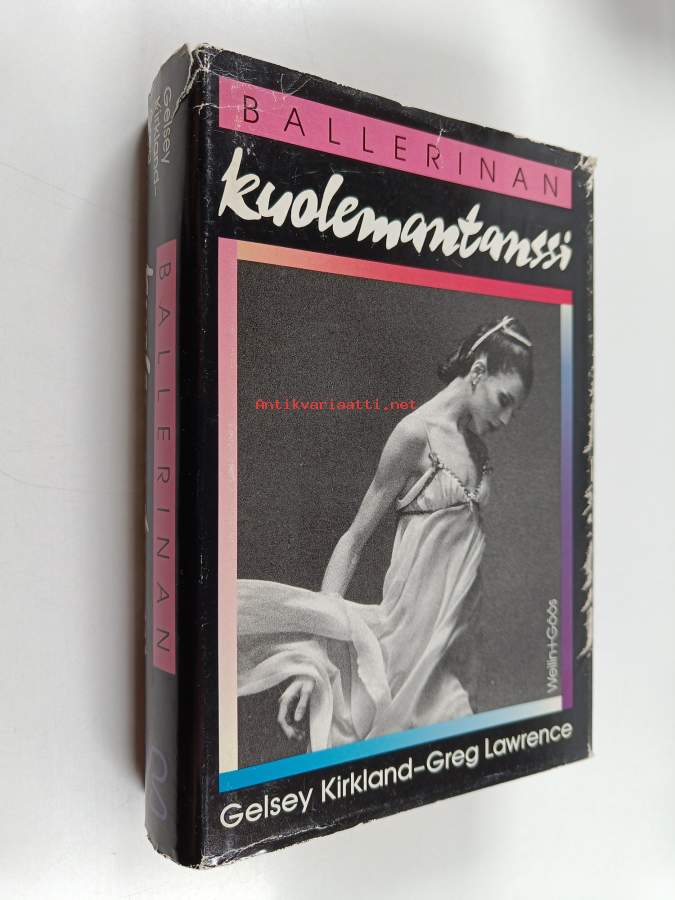 BALLERINAN
kuolemantanssi
Antikvariaatti.net
Weilin+Göös
Gelsey Kirkland–Greg Lawrence
Gelsey
Kirkland–
BALLERINAN